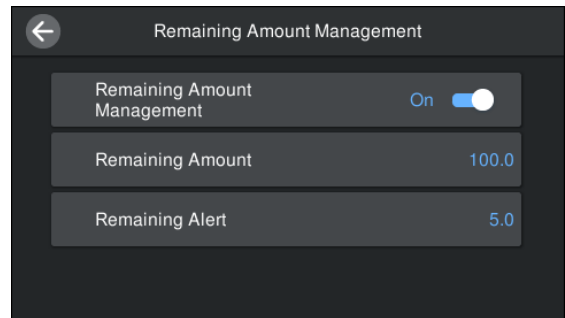 Remaining Amount Management
Remaining Amount
Management
On
Remaining Amount
100.0
Remaining Alert
5.0